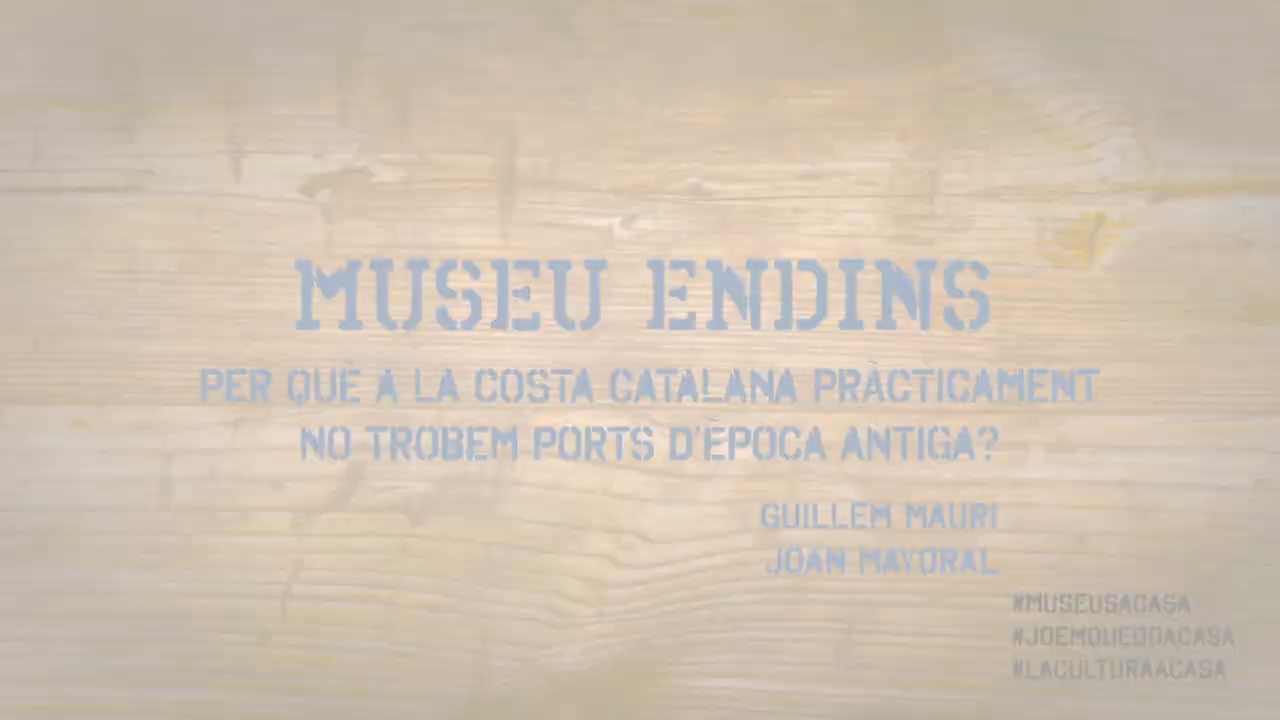 MUSEU ENDINS
PER QUÈ A LA COSTA CATALANA PRÀCTICAMENT
NO TROBEM PORTS D'ÈPOCA ANTIGA?
GUILLEM MAURI
JOAN MAYORAL
#MUSEUSACASA
#JOEMQUEDOACASA
#LACULTURAACASA